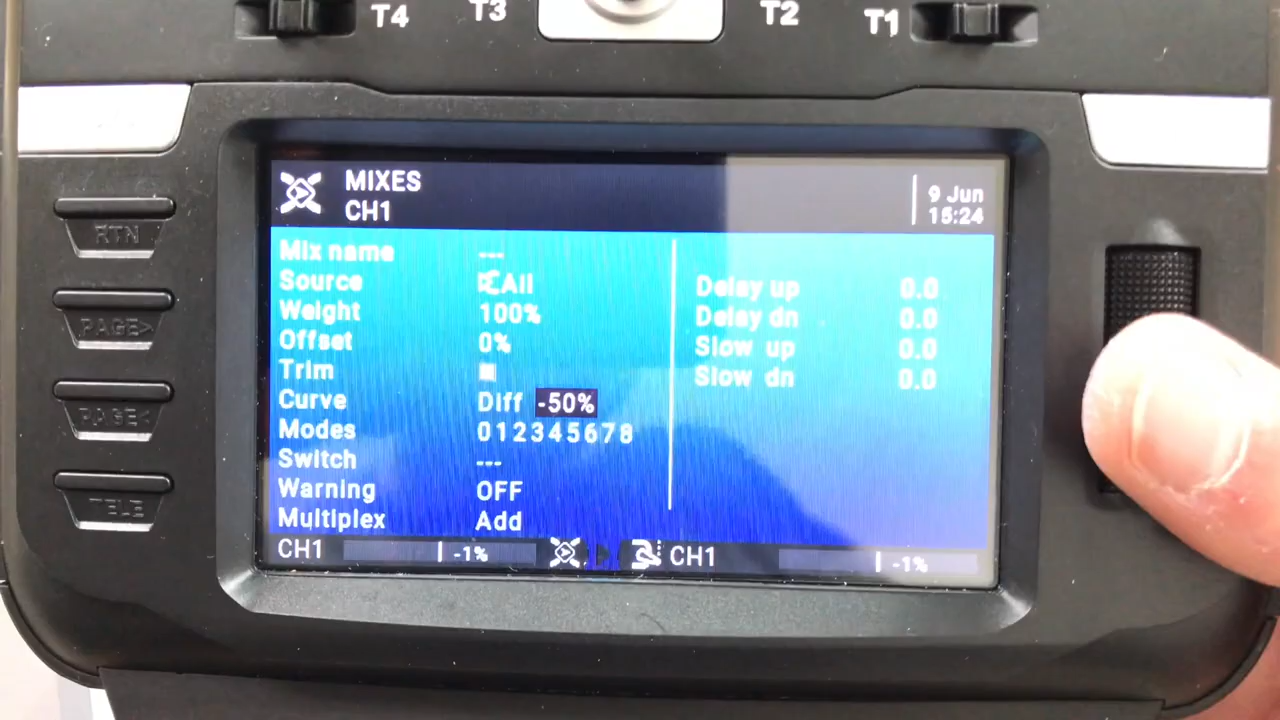 T4 T3 T2 T1
MIXES
CH1
9 Jun
15:24
RTN
PAGE>
PAGE<
TELE
Mix name ---
Source Ail
Weight 100%
Offset 0%
Trim
Curve Diff -50%
Modes 012345678
Switch ---
Warning OFF
Multiplex Add
Delay up 0.0
Delay dn 0.0
Slow up 0.0
Slow dn 0.0
CH1 -1% CH1 -1%